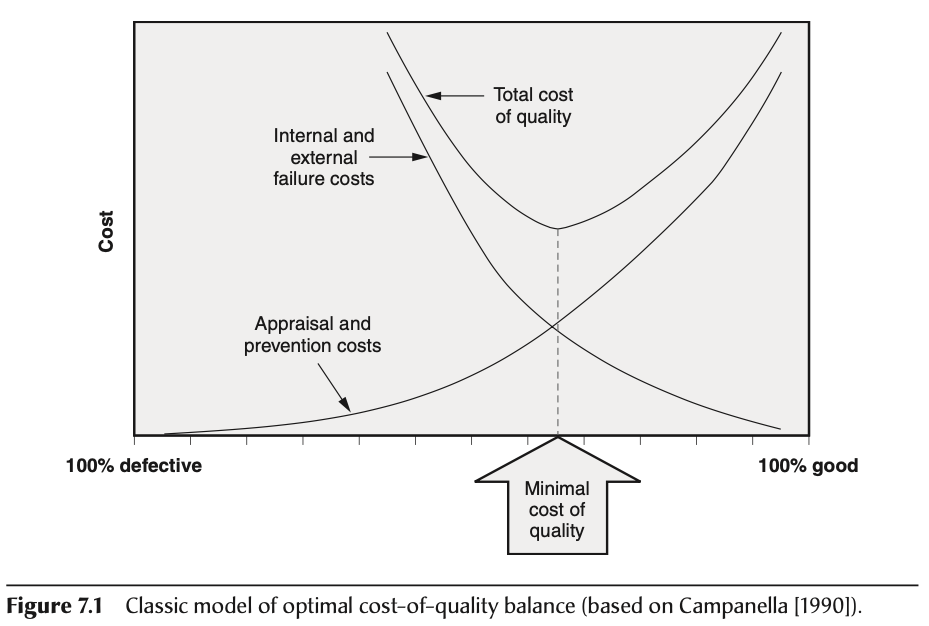 Total cost
of quality
Internal and
external
failure costs
Cost
Appraisal and
prevention costs
100% defective
100% good
Minimal
cost of
quality
Figure 7.1 Classic model of optimal cost–of–quality balance (based on Campanella [1990]).